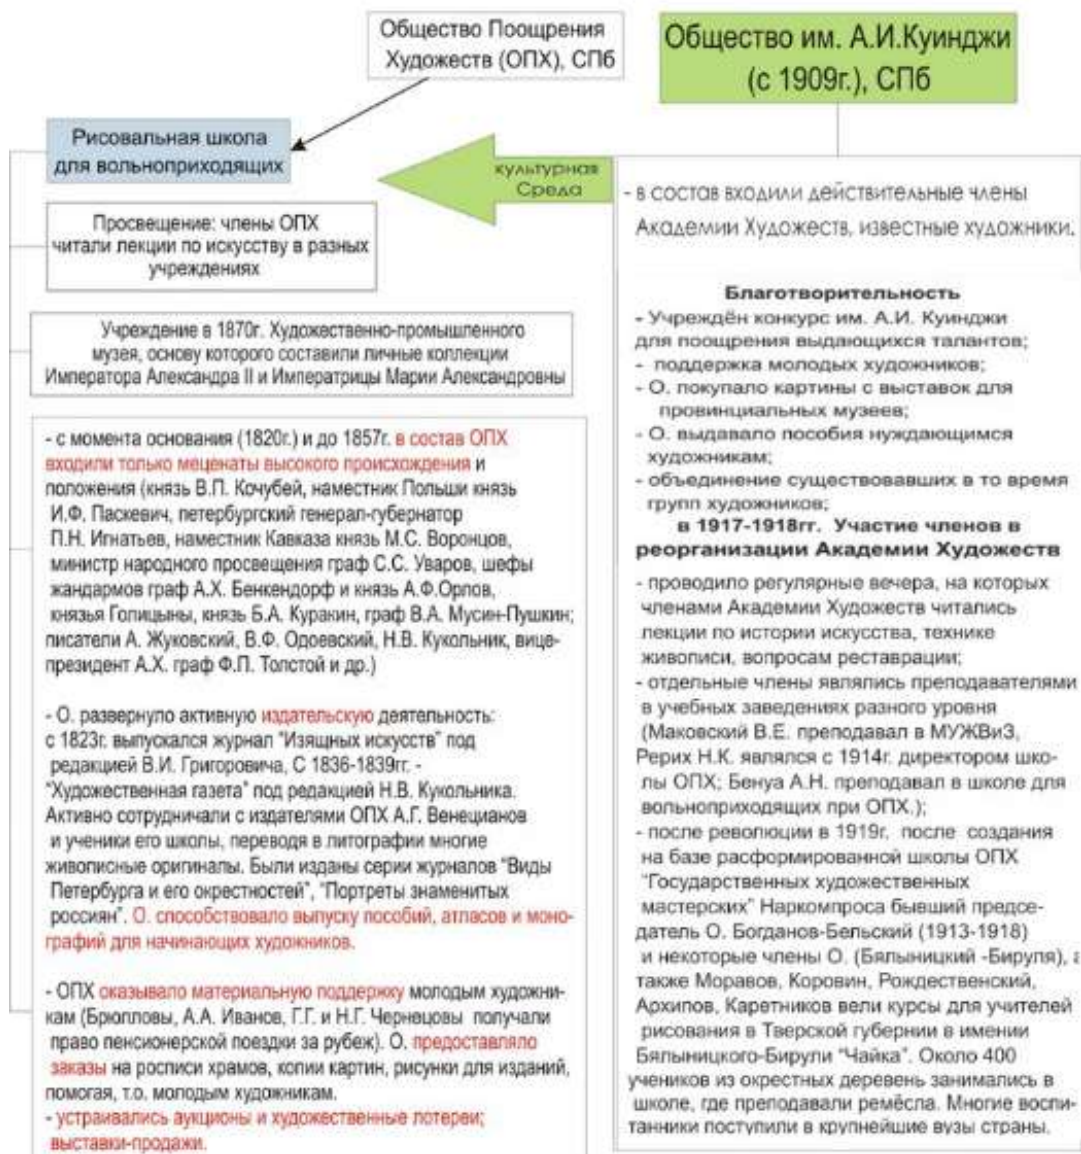 Общество Поощрения
Художеств (ОПХ), СПб
Общество им. А.И.Куинджи
(с 1909г.), СПб
Рисовальная школа
для вольноприходящих
культурная
Среда
Просвещение: члены ОПХ
читали лекции по искусству в разных
учреждениях
Учреждение в 1870г. Художественно-промышленного
музея, основу которого составили личные коллекции
Императора Александра II и Императрицы Марии Александровны
- с момента основания (1820г.) и до 1857г. в состав ОПХ
входили только меценаты высокого происхождения и
положения (князь В.П. Кочубей, наместник Польши князь
И.Ф. Паскевич, петербургский генерал-губернатор
П.Н. Игнатьев, наместник Кавказа князь М.С. Воронцов,
министр народного просвещения граф С.С. Уваров, шефы
жандармов граф А.Х. Бенкендорф и князь А.Ф.Орлов,
князья Голицыны, князь Б.А. Куракин, граф В.А. Мусин-Пушкин;
писатели А. Жуковский, В.Ф. Одоевский, Н.В. Кукольник, вице-
президент А.Х. граф Ф.П. Толстой и др.)
- О. развернуло активную издательскую деятельность:
с 1823г. выпускался журнал "Изящных искусств" под
редакцией В.И. Григоровича, С 1836-1839гг. -
"Художественная газета" под редакцией Н.В. Кукольника.
Активно сотрудничали с издателями ОПХ А.Г. Венецианов
и ученики его школы, переводя в литографии многие
живописные оригиналы. Были изданы серии журналов "Виды
Петербурга и его окрестностей", "Портреты знаменитых
россиян". О. способствовало выпуску пособий, атласов и моно-
графий для начинающих художников.
- ОПХ оказывало материальную поддержку молодым художни-
кам (Брюлловы, А.А. Иванов, Г.Г. и Н.Г. Чернецовы получали
право пенсионерской поездки за рубеж). О. предоставляло
заказы на росписи храмов, копии картин, рисунки для изданий,
помогая, т.о. молодым художникам.
- устраивались аукционы и художественные лотереи;
выставки-продажи.
- в состав входили действительные члены
Академии Художеств, известные художники.
Благотворительность
- Учреждён конкурс им. А.И. Куинджи
для поощрения выдающихся талантов;
- поддержка молодых художников;
- О. покупало картины с выставок для
провинциальных музеев;
- О. выдавало пособия нуждающимся
художникам;
- объединение существовавших в то время
групп художников;
в 1917-1918гг. Участие членов в
реорганизации Академии Художеств
- проводило регулярные вечера, на которых
членами Академии Художеств читались
лекции по истории искусства, технике
живописи, вопросам реставрации;
- отдельные члены являлись преподавателями
в учебных заведениях разного уровня
(Маковский В.Е. преподавал в МУЖВиЗ,
Рерих Н.К. являлся с 1914г. директором шко-
лы ОПХ; Бенуа А.Н. преподавал в школе для
вольноприходящих при ОПХ.);
- после революции в 1919г. после создания
на базе расформированной школы ОПХ
"Государственных художественных
мастерских" Наркомпроса бывший предсе-
датель О. Богданов-Бельский (1913-1918)
и некоторые члены О. (Бялыницкий -Бируля), а
также Моравов, Коровин, Рождественский,
Архипов, Каретников вели курсы для учителей
рисования в Тверской губернии в имении
Бялыницкого-Бирули "Чайка". Около 400
учеников из окрестных деревень занимались в
школе, где преподавали ремёсла. Многие воспи-
танники поступили в крупнейшие вузы страны.